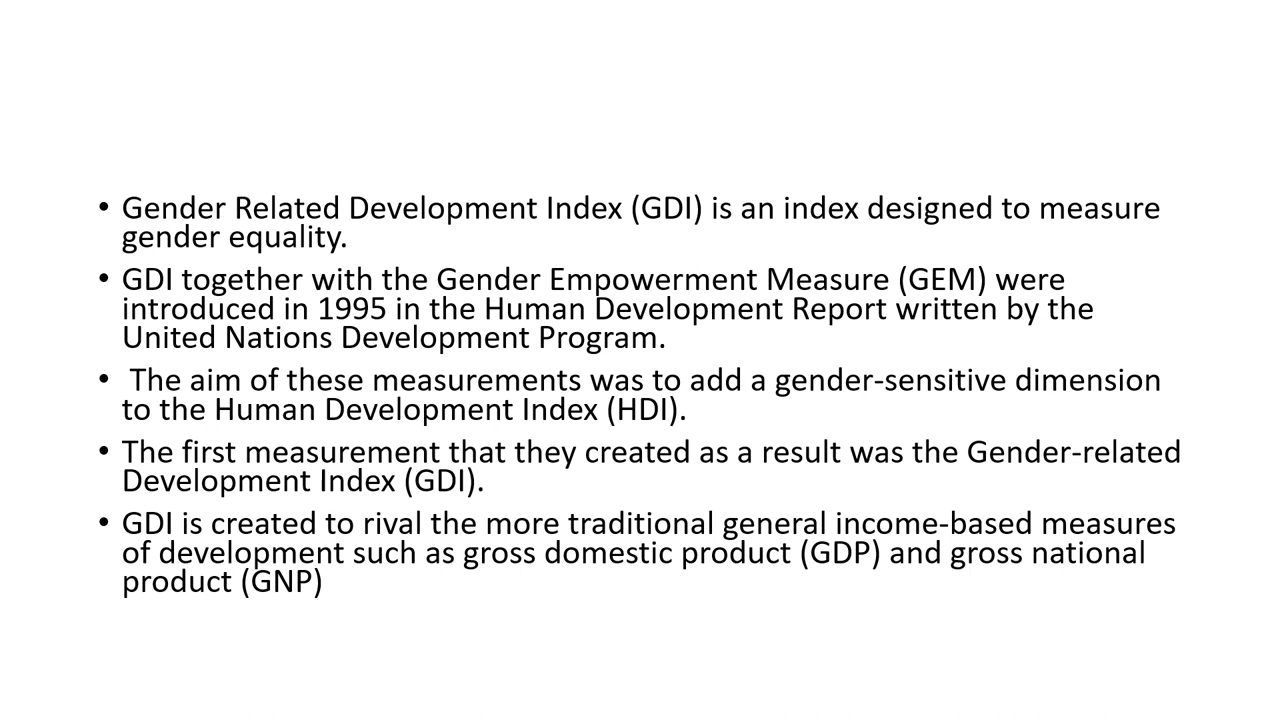 • Gender Related Development Index (GDI) is an index designed to measure
gender equality.
• GDI together with the Gender Empowerment Measure (GEM) were
introduced in 1995 in the Human Development Report written by the
United Nations Development Program.
• The aim of these measurements was to add a gender-sensitive dimension
to the Human Development Index (HDI).
• The first measurement that they created as a result was the Gender-related
Development Index (GDI).
• GDI is created to rival the more traditional general income-based measures
of development such as gross domestic product (GDP) and gross national
product (GNP)